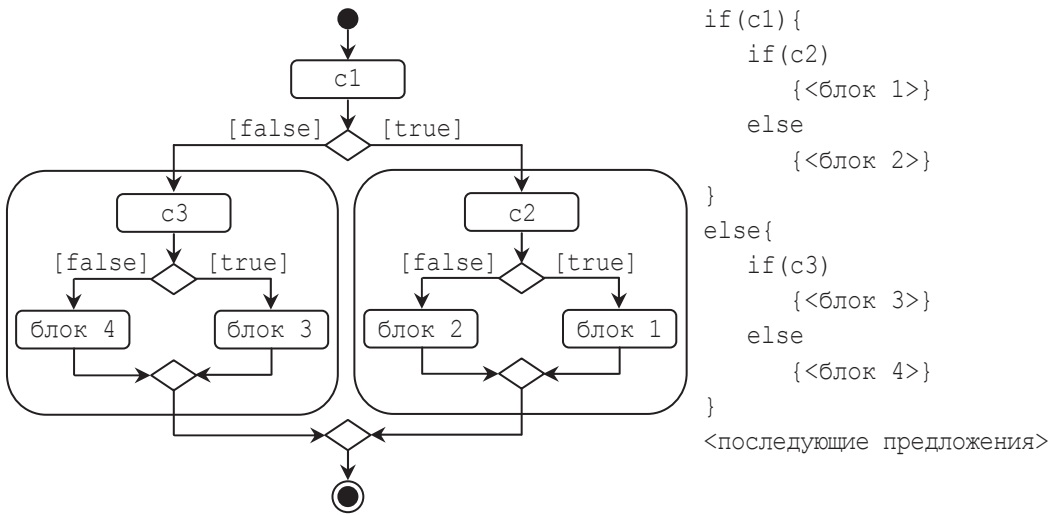 c1
[false] [true]
c3
[false] [true]
блок 4 блок 3
c2
[false] [true]
блок 2 блок 1
if(c1){
if(c2)
{<блок 1>}
else
{<блок 2>}
}
else{
if(c3)
{<блок 3>}
else
{<блок 4>}
}
<последующие предложения>